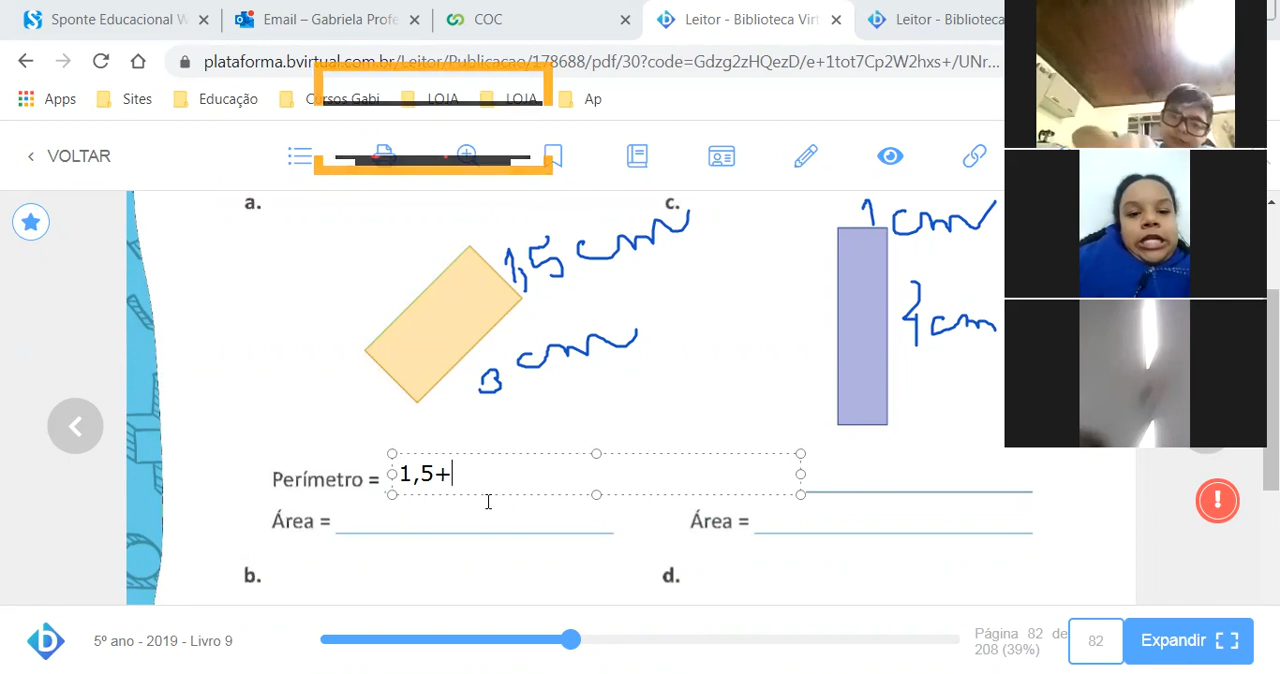 Sponte Educacional W
Email – Gabriela Profe
COC
Leitor - Biblioteca Virt
Leitor - Biblioteca
plataforma.bvirtual.com.br/Leitor/Publicacao/178688/pdf/30?code=Gdzg2zHQezD/e+1tot7Cp2W2hxs+/UNr...
Apps Sites Educação Cursos Gabi LOJA LOJA Ap
VOLTAR
a.
1,5 cm
3 cm
c.
1 cm
4 cm
Perímetro = 1,5+
Área =
Área =
b.
d.
5º ano - 2019 - Livro 9
Página 82 de
208 (39%)
82
Expandir